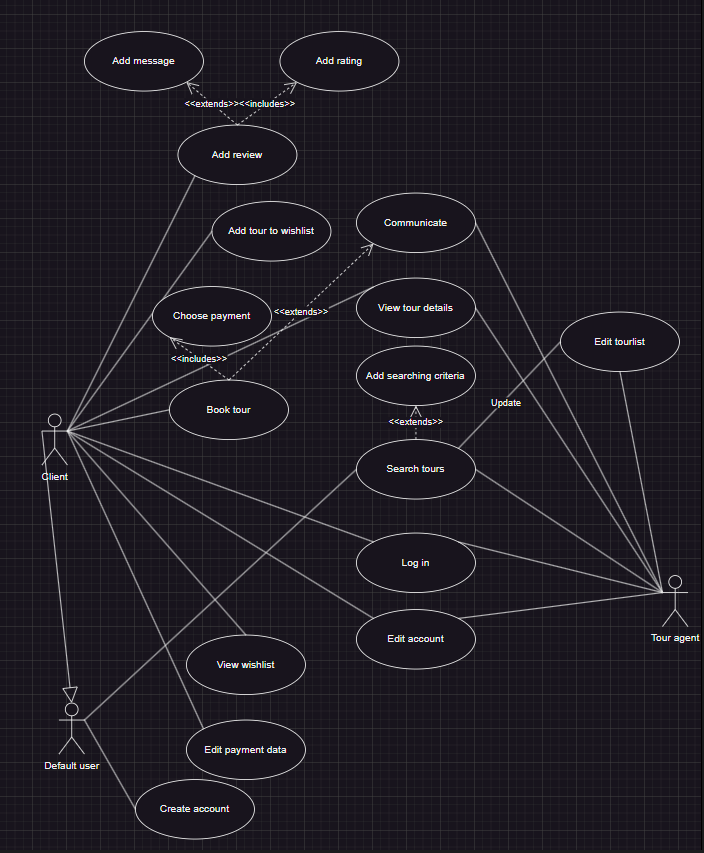 Add message
Add rating
<<extends>>
<<includes>>
Add review
Add tour to wishlist
Communicate
Choose payment
<<extends>>
View tour details
Edit tourlist
<<includes>>
Add searching criteria
Book tour
Update
<<extends>>
Client
Search tours
Log in
Edit account
Tour agent
View wishlist
Edit payment data
Default user
Create account